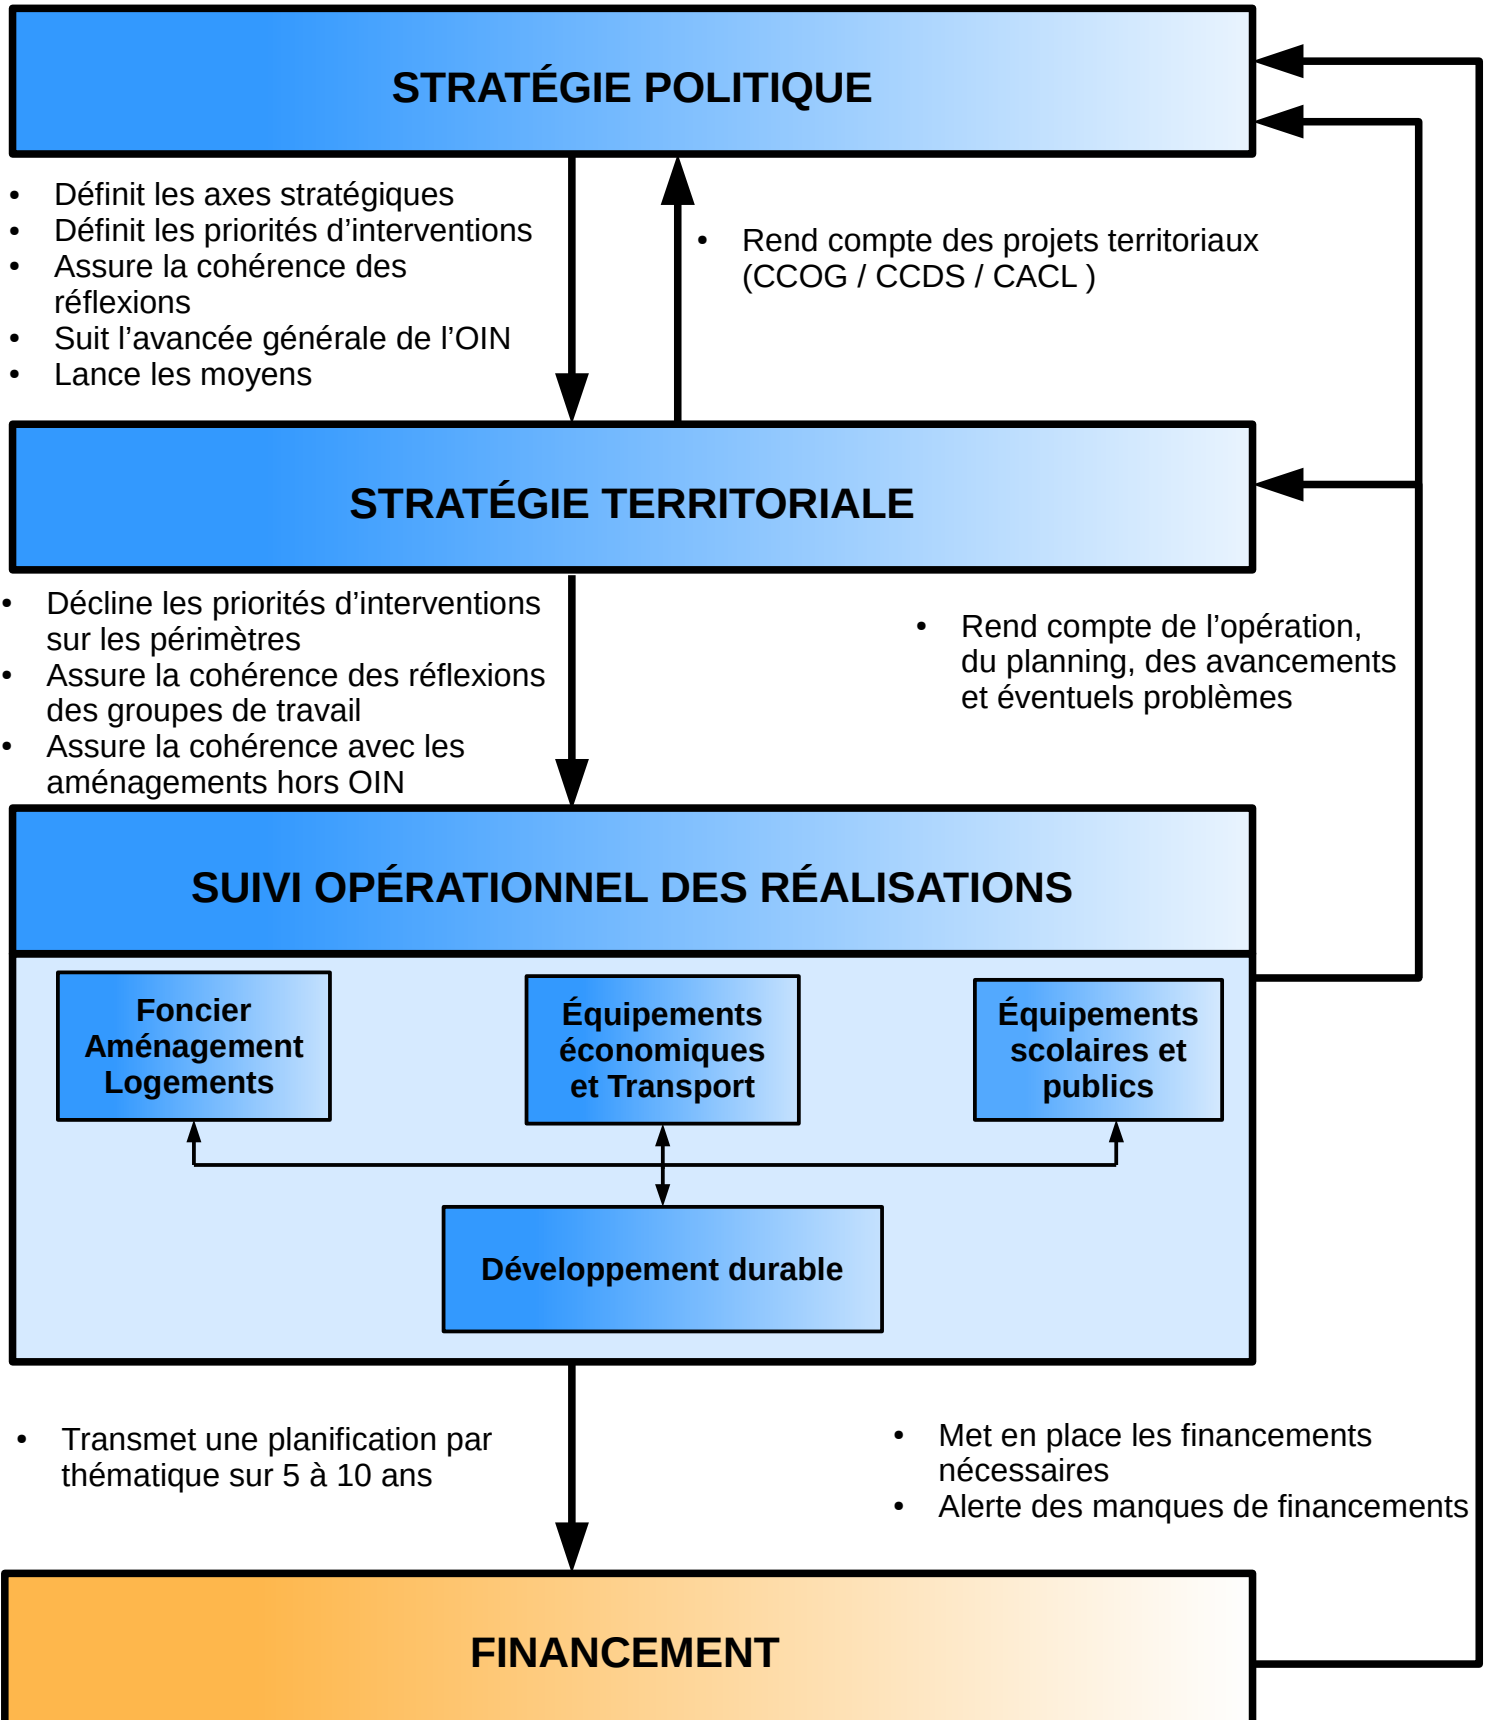 STRATÉGIE POLITIQUE
• Définit les axes stratégiques
• Définit les priorités d’interventions
• Assure la cohérence des
réflexions
• Suit l’avancée générale de l’OIN
• Lance les moyens
• Rend compte des projets territoriaux
(CCOG / CCDS / CACL )
STRATÉGIE TERRITORIALE
• Décline les priorités d’interventions
sur les périmètres
• Assure la cohérence des réflexions
des groupes de travail
• Assure la cohérence avec les
aménagements hors OIN
• Rend compte de l’opération,
du planning, des avancements
et éventuels problèmes
SUIVI OPÉRATIONNEL DES RÉALISATIONS
Foncier
Aménagement
Logements
Équipements
économiques
et Transport
Équipements
scolaires et
publics
Développement durable
• Transmet une planification par
thématique sur 5 à 10 ans
• Met en place les financements
nécessaires
• Alerte des manques de financements
FINANCEMENT